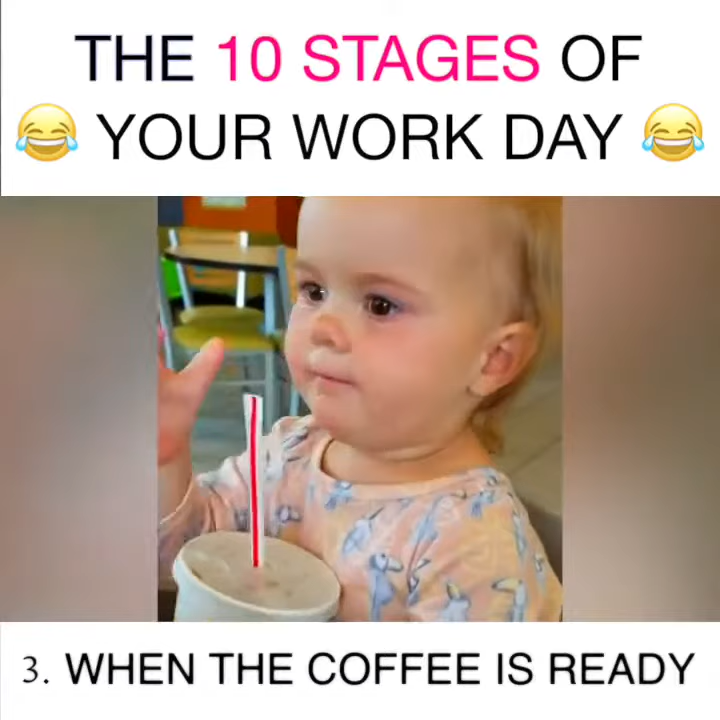 THE 10 STAGES OF
😂 YOUR WORK DAY 😂
3. WHEN THE COFFEE IS READY